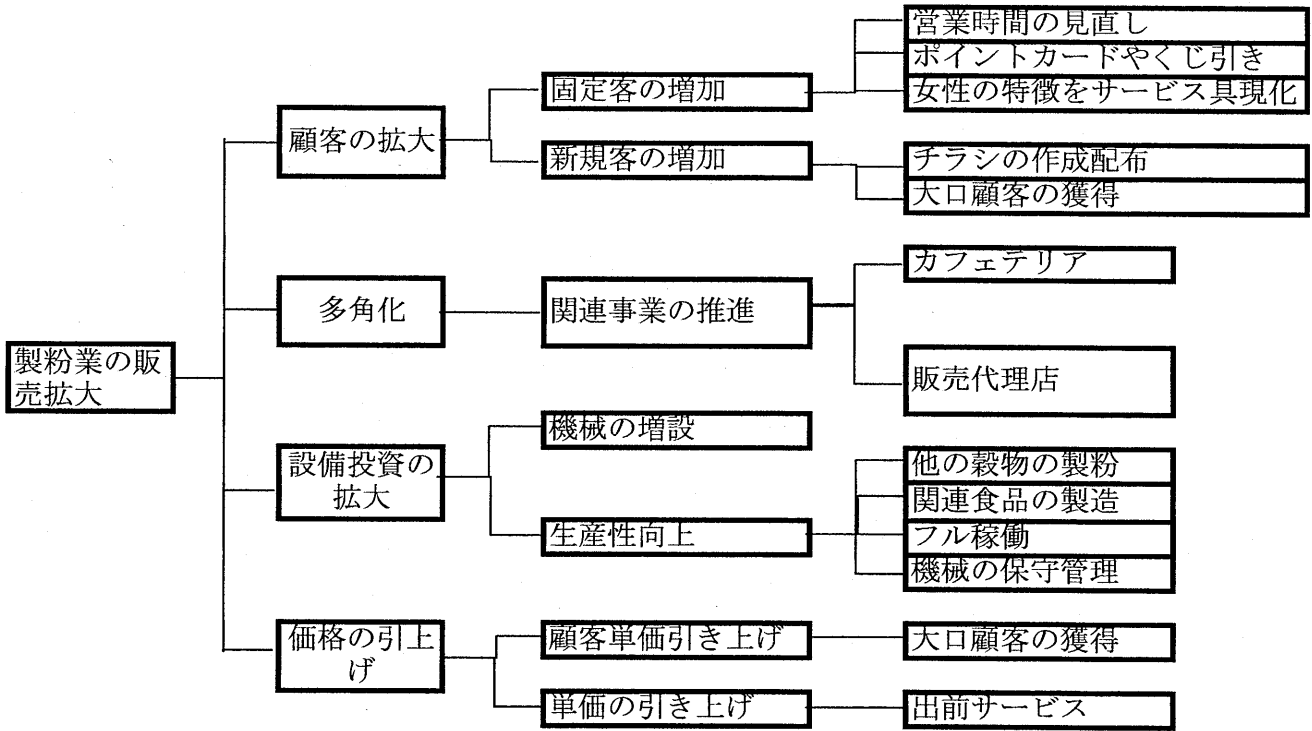 営業時間の見直し
ポイントカードやくじ引き
固定客の増加
女性の特徴をサービス具現化
顧客の拡大
新規客の増加
チラシの作成配布
大口顧客の獲得
カフェテリア
多角化
関連事業の推進
製粉業の販
売拡大
販売代理店
機械の増設
設備投資の
拡大
他の穀物の製粉
関連食品の製造
生産性向上
フル稼働
機械の保守管理
価格の引上
げ
顧客単価引き上げ
大口顧客の獲得
単価の引き上げ
出前サービス